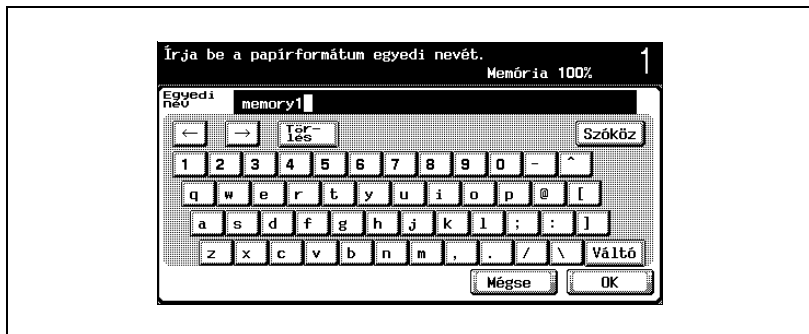 Írja be a papírformátum egyedi nevét.
1
Memória 100%
Egyedi
név
memory1
← → Tör-
lés
Szóköz
1 2 3 4 5 6 7 8 9 0 - ^
q w e r t y u i o p @ [
a s d f g h j k l ; : ]
z x c v b n m , . / \ Váltó
Mégse OK